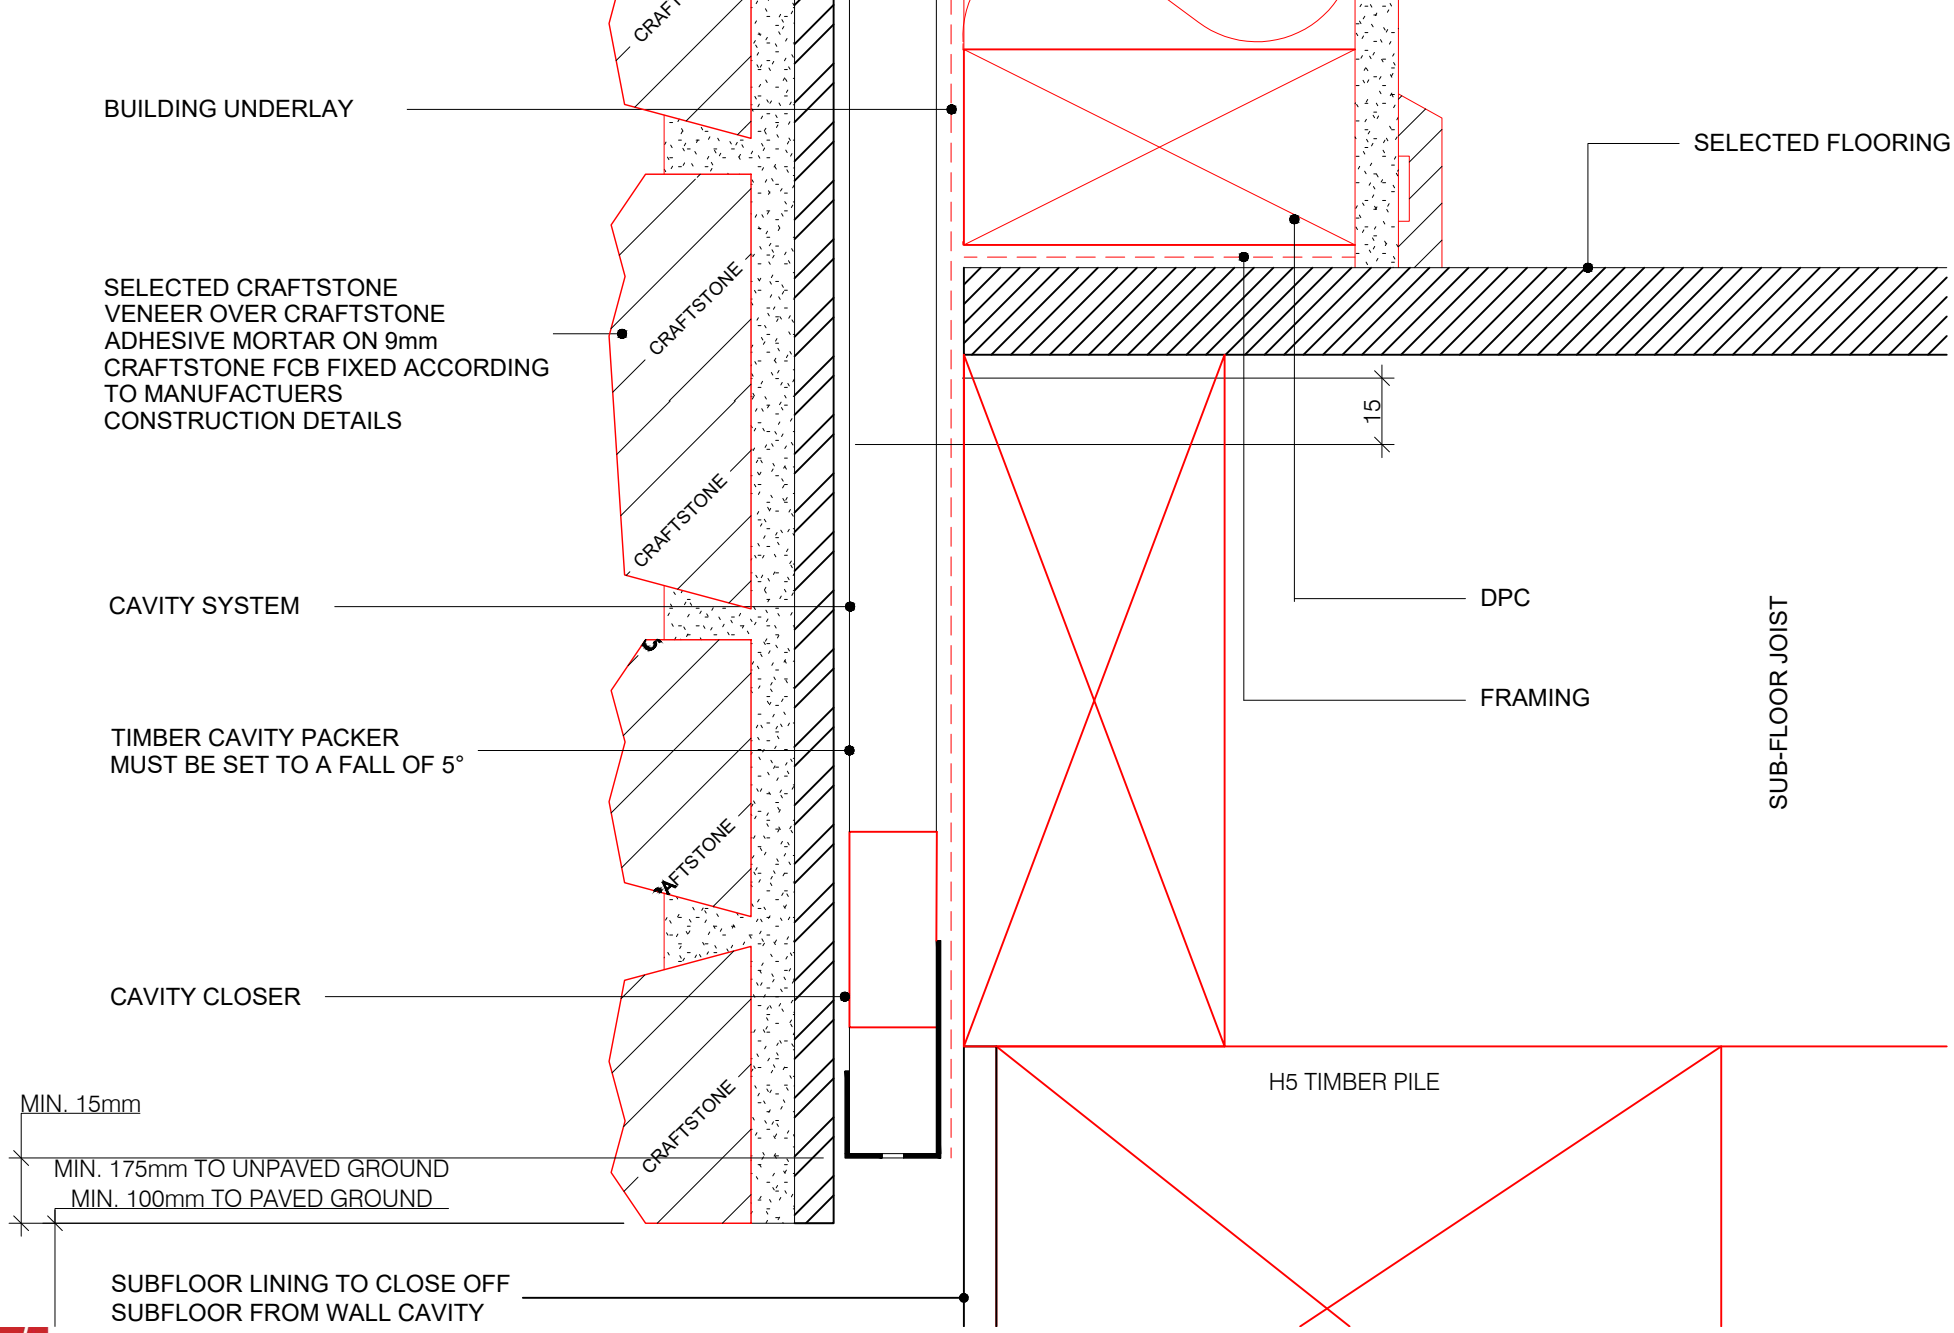 CRAFT
BUILDING UNDERLAY
SELECTED FLOORING
SELECTED CRAFTSTONE
VENEER OVER CRAFTSTONE
ADHESIVE MORTAR ON 9mm
CRAFTSTONE FCB FIXED ACCORDING
TO MANUFACTUERS
CONSTRUCTION DETAILS
CRAFTSTONE
15
CRAFTSTONE
CAVITY SYSTEM
DPC
SUB-FLOOR JOIST
FRAMING
TIMBER CAVITY PACKER
MUST BE SET TO A FALL OF 5°
AFTSTONE
CAVITY CLOSER
H5 TIMBER PILE
MIN. 15mm
CRAFTSTONE
MIN. 175mm TO UNPAVED GROUND
MIN. 100mm TO PAVED GROUND
SUBFLOOR LINING TO CLOSE OFF
SUBFLOOR FROM WALL CAVITY